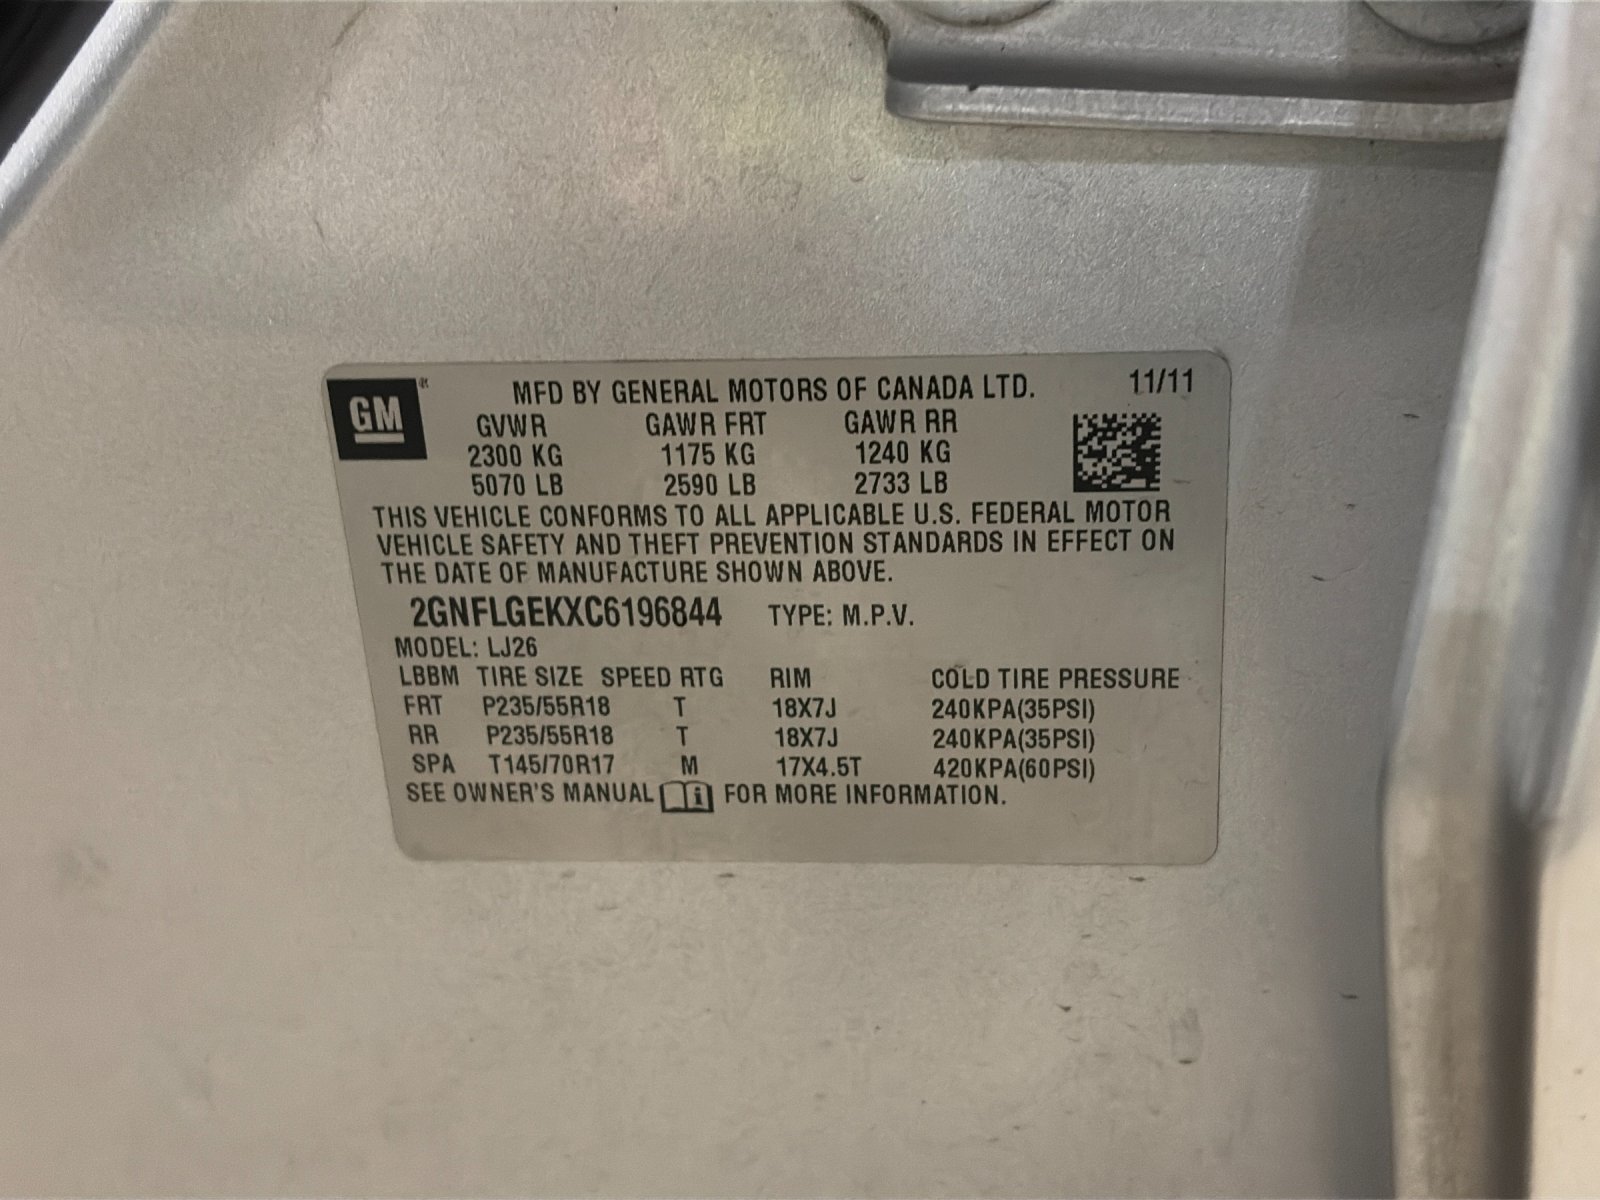 GM MFD BY GENERAL MOTORS OF CANADA LTD. 11/11
GVWR GAWR FRT GAWR RR
2300 KG 1175 KG 1240 KG
5070 LB 2590 LB 2733 LB
THIS VEHICLE CONFORMS TO ALL APPLICABLE U.S. FEDERAL MOTOR
VEHICLE SAFETY AND THEFT PREVENTION STANDARDS IN EFFECT ON
THE DATE OF MANUFACTURE SHOWN ABOVE.
2GNFLGEKXC6196844 TYPE: M.P.V.
MODEL: LJ26
LBBM TIRE SIZE SPEED RTG RIM COLD TIRE PRESSURE
FRT P235/55R18 T 18X7J 240KPA(35PSI)
RR P235/55R18 T 18X7J 240KPA(35PSI)
SPA T145/70R17 M 17X4.5T 420KPA(60PSI)
SEE OWNER'S MANUAL i FOR MORE INFORMATION.